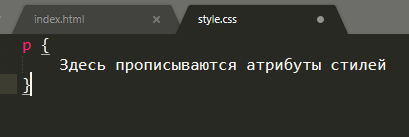 index.html
style.css
p {
Здесь прописываются атрибуты стилей
}